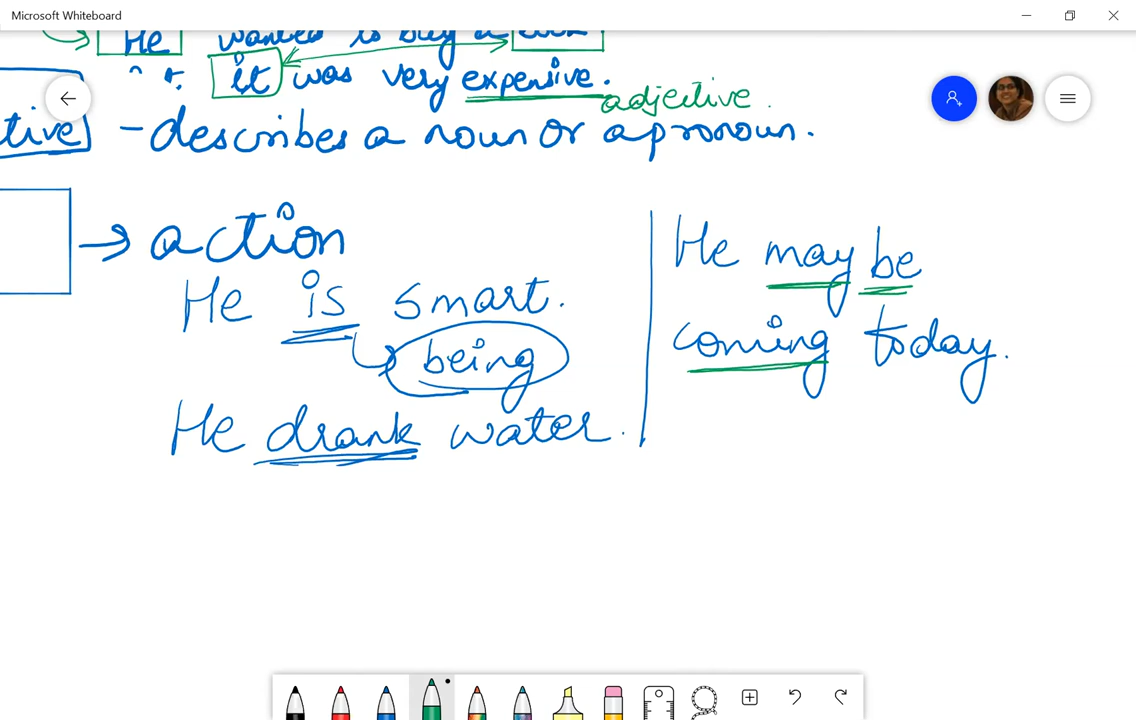 Microsoft Whiteboard
He wanted to buy a
it was very expensive.
adjective.
tive - describes a noun or a pronoun.
→ action
He is smart.
being
He drank water.
He may be
coming today.